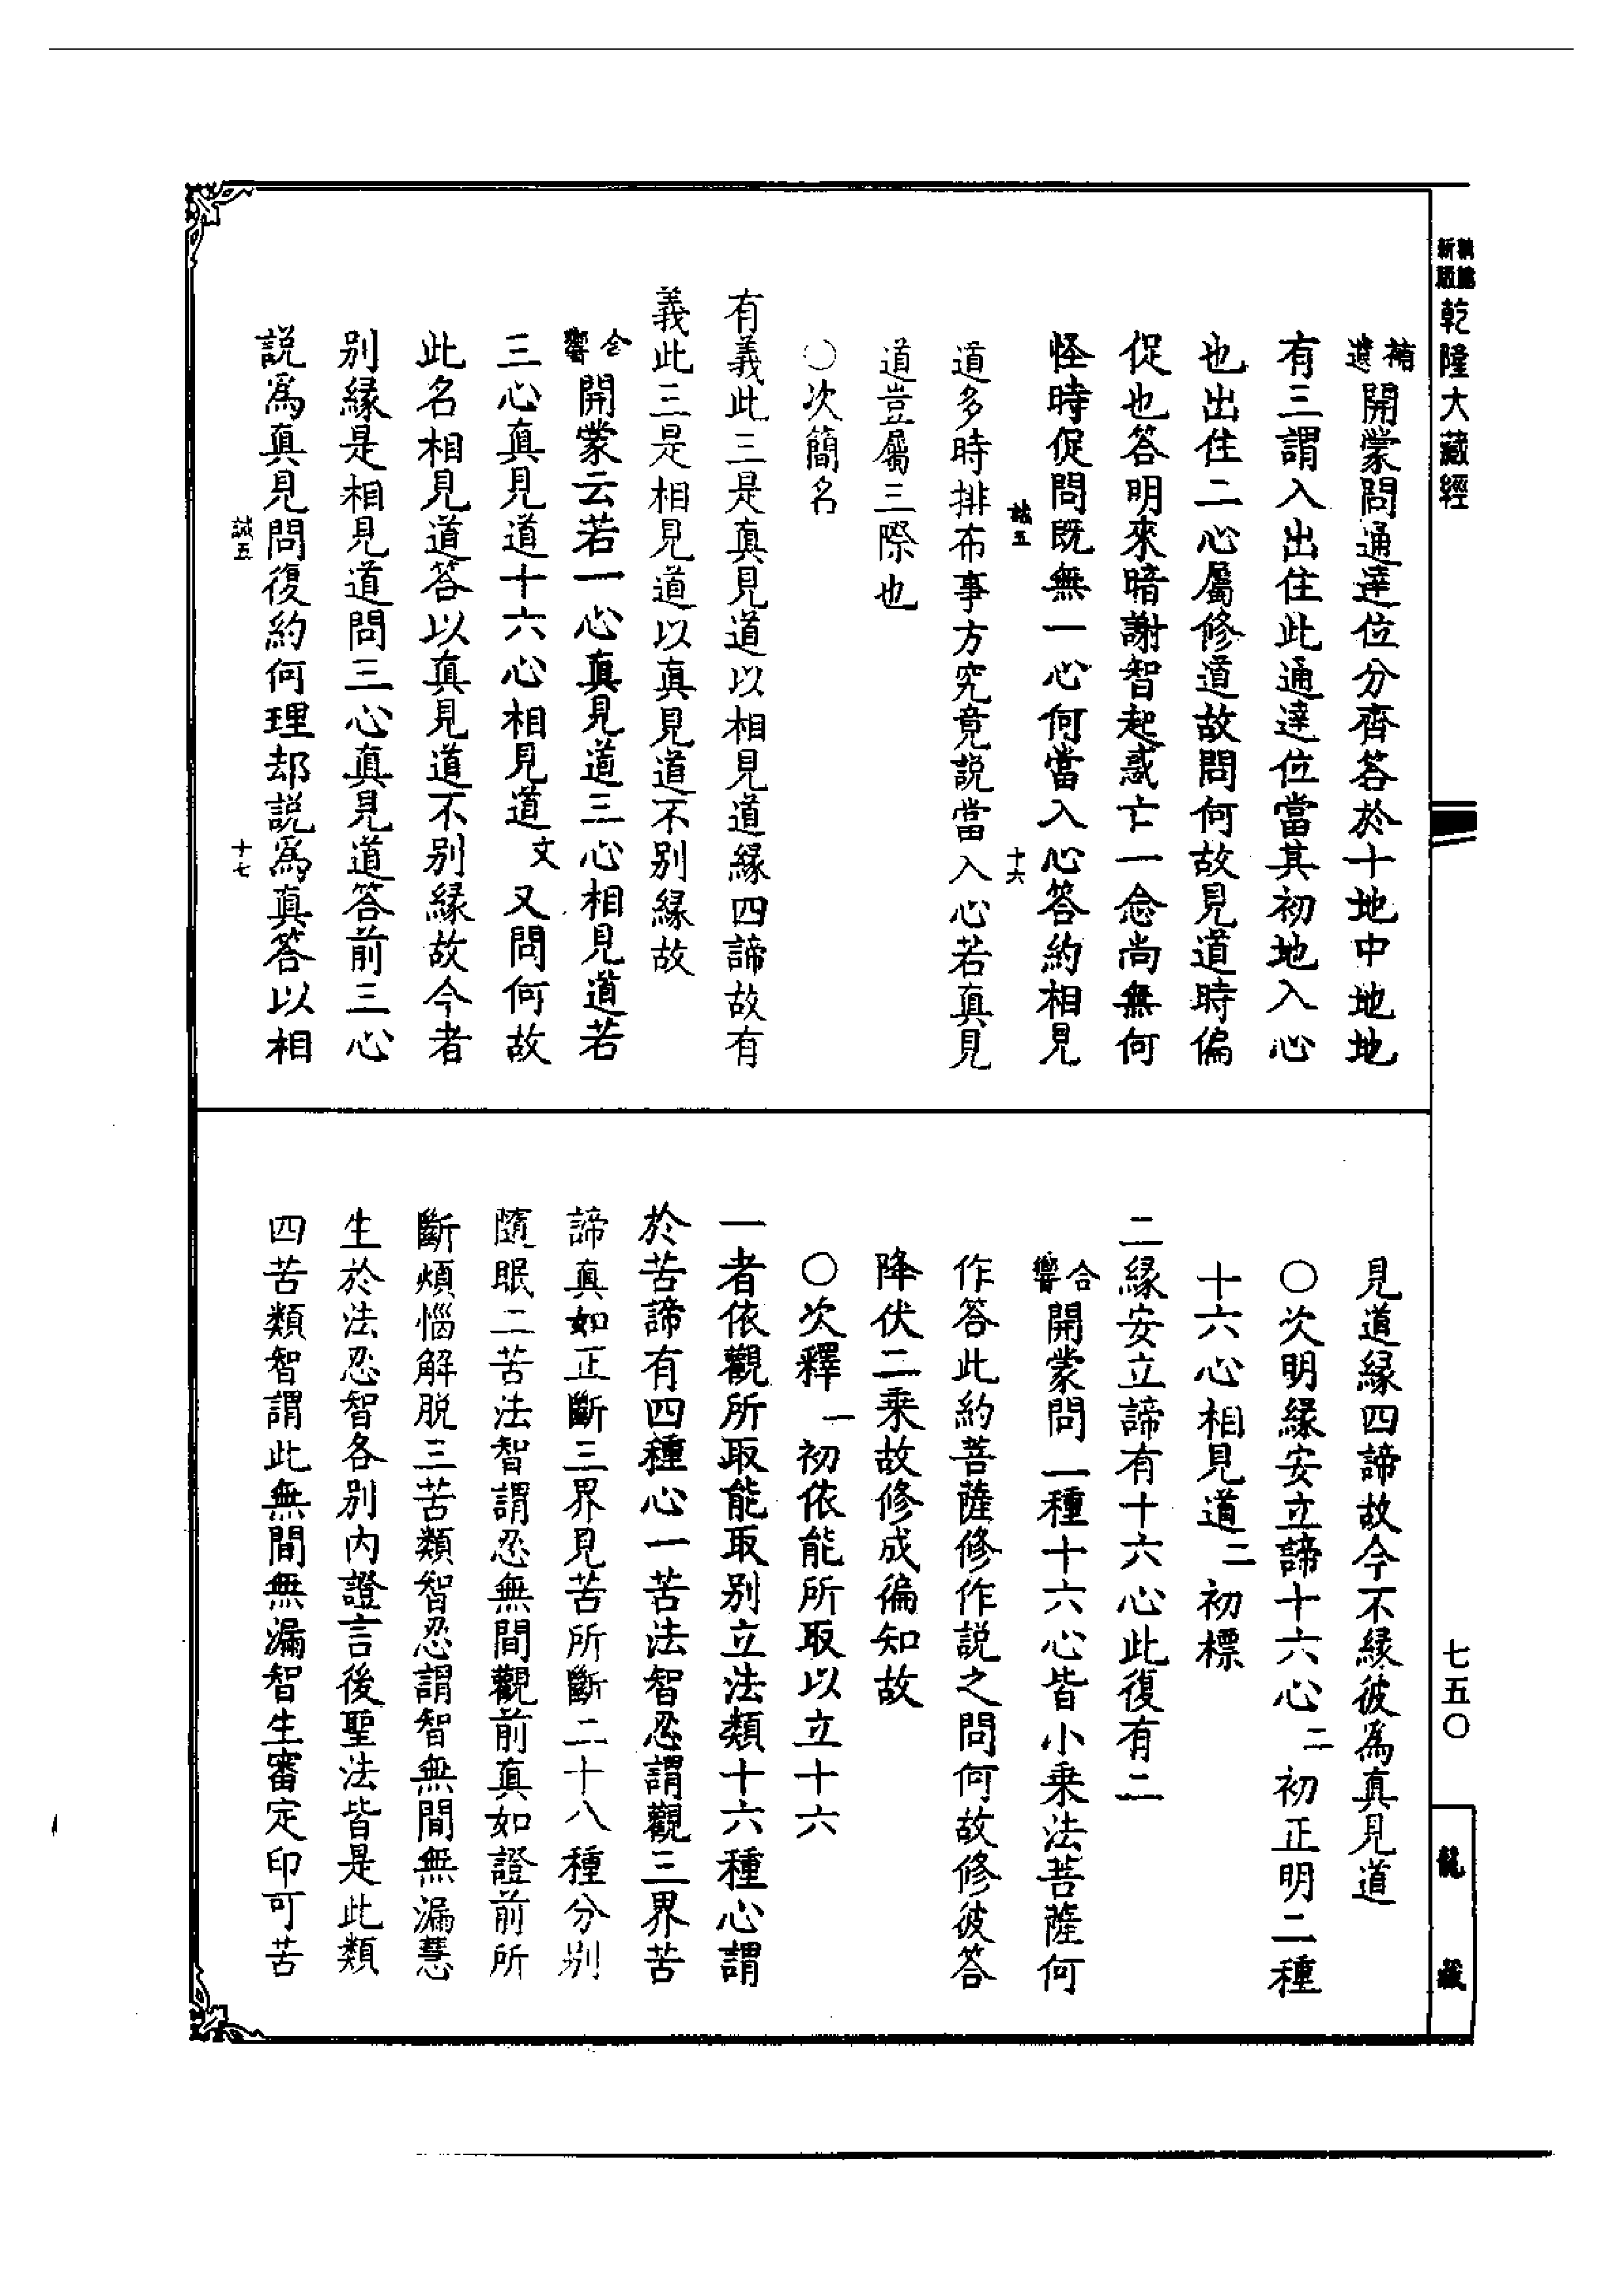 新版精縮
乾隆大藏經
補遺開蒙問通達位分齊答於十地中地地
有三謂入出住此通達位當其初地入心
也出住二心屬修道故問何故見道時偏
促也答明來暗謝智起惑亡一念尚無何
怪時促問既無一心何當入心答約相見
誠五
十六
道多時排布事方究竟說當入心若真見
道豈屬三際也
○次簡名
有義此三是真見道以相見道緣四諦故有
義此三是相見道以真見道不別緣故
合響開蒙云若一心真見道三心相見道若
三心真見道十六心相見道文又問何故
此名相見道答以真見道不別緣故今者
別緣是相見道問三心真見道答前三心
說為真見問復約何理却說為真答以相
誠五
十七
見道緣四諦故今不緣彼為真見道
○次明緣安立諦十六心二初正明二種
十六心相見道二初標
二緣安立諦有十六心此復有二
合響開蒙問一種十六心皆小乘法菩薩何
作答此約菩薩修作說之問何故修彼答
降伏二乘故修成徧知故
○次釋一初依能所取以立十六
一者依觀所取能取別立法類十六種心謂
於苦諦有四種心一苦法智忍謂觀三界苦
諦真如正斷三界見苦所斷二十八種分別
隨眠二苦法智謂忍無間觀前真如證前所
斷煩惱解脫三苦類智忍謂智無間無漏慧
生於法忍智各別內證言後聖法皆是此類
四苦類智謂此無間無漏智生審定印可苦
七五○
龍藏